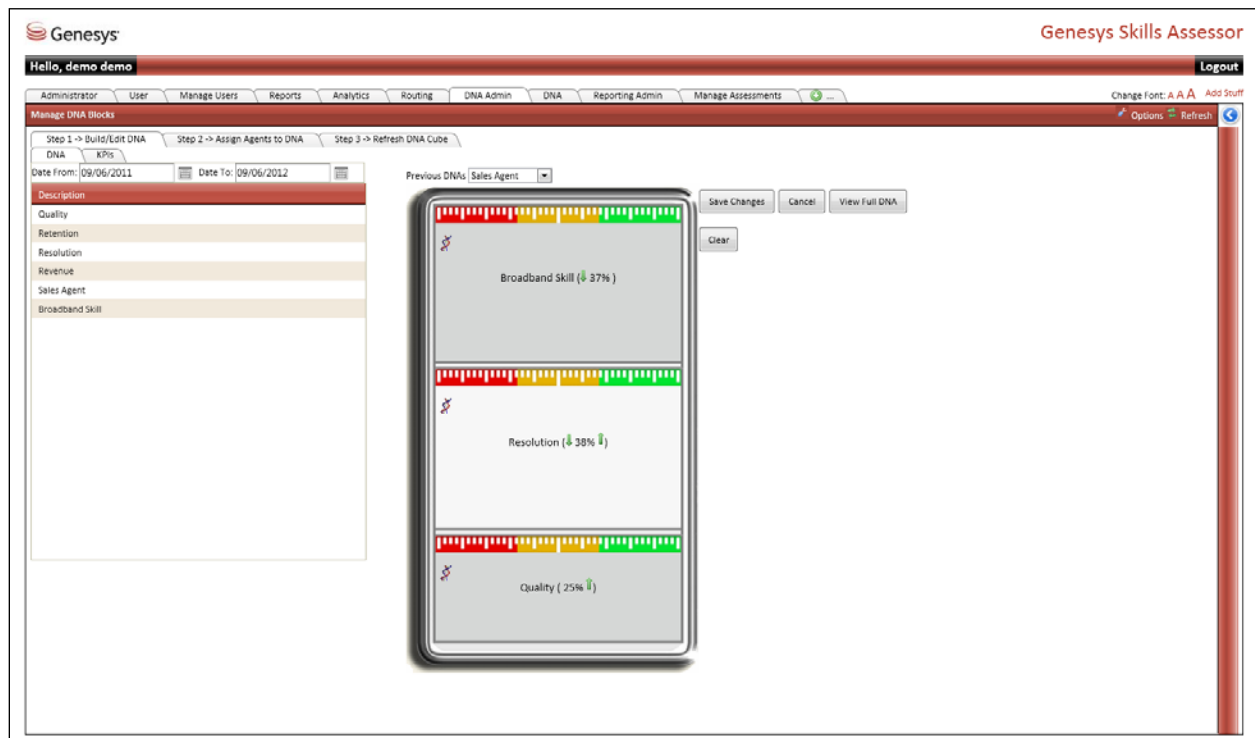 Genesys
Genesys Skills Assessor
Hello, demo demo
Logout
Administrator User Manage Users Reports Analytics Routing DNA Admin DNA Reporting Admin Manage Assessments ...
Change Font: A A A Add Stuff
Manage DNA Blocks
Options Refresh
Step 1 -> Build/Edit DNA Step 2 -> Assign Agents to DNA Step 3 -> Refresh DNA Cube
DNA KPIs
Date From: 09/06/2011 Date To: 09/06/2012
Previous DNAs Sales Agent
Description
Quality
Retention
Resolution
Revenue
Sales Agent
Broadband Skill
Save Changes Cancel View Full DNA
Clear
Broadband Skill (⇩ 37% )
Resolution (⇩ 38% ⇧)
Quality ( 25% ⇧)